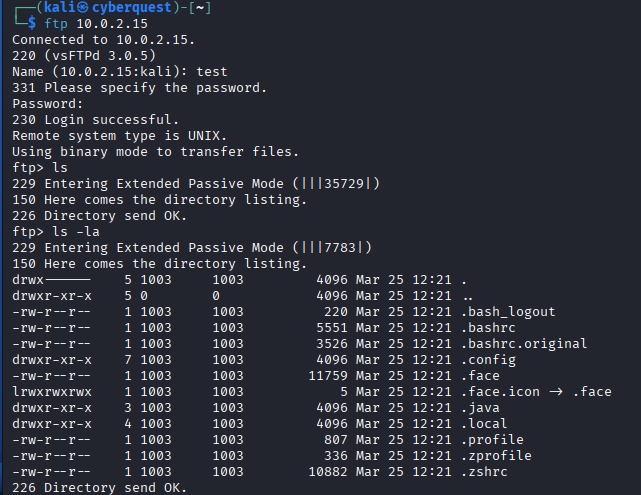 ┌──(kali㉿cyberquest)-[~]
└─$ ftp 10.0.2.15
Connected to 10.0.2.15.
220 (vsFTPd 3.0.5)
Name (10.0.2.15:kali): test
331 Please specify the password.
Password:
230 Login successful.
Remote system type is UNIX.
Using binary mode to transfer files.
ftp> ls
229 Entering Extended Passive Mode (|||35729|)
150 Here comes the directory listing.
226 Directory send OK.
ftp> ls -la
229 Entering Extended Passive Mode (|||7783|)
150 Here comes the directory listing.
drwx------    5 1003     1003         4096 Mar 25 12:21 .
drwxr-xr-x    5 0        0            4096 Mar 25 12:21 ..
-rw-r--r--    1 1003     1003          220 Mar 25 12:21 .bash_logout
-rw-r--r--    1 1003     1003         5551 Mar 25 12:21 .bashrc
-rw-r--r--    1 1003     1003         3526 Mar 25 12:21 .bashrc.original
drwxr-xr-x    7 1003     1003         4096 Mar 25 12:21 .config
-rw-r--r--    1 1003     1003        11759 Mar 25 12:21 .face
lrwxrwxrwx    1 1003     1003            5 Mar 25 12:21 .face.icon -> .face
drwxr-xr-x    3 1003     1003         4096 Mar 25 12:21 .java
drwxr-xr-x    4 1003     1003         4096 Mar 25 12:21 .local
-rw-r--r--    1 1003     1003          807 Mar 25 12:21 .profile
-rw-r--r--    1 1003     1003          336 Mar 25 12:21 .zprofile
-rw-r--r--    1 1003     1003        10882 Mar 25 12:21 .zshrc
226 Directory send OK.